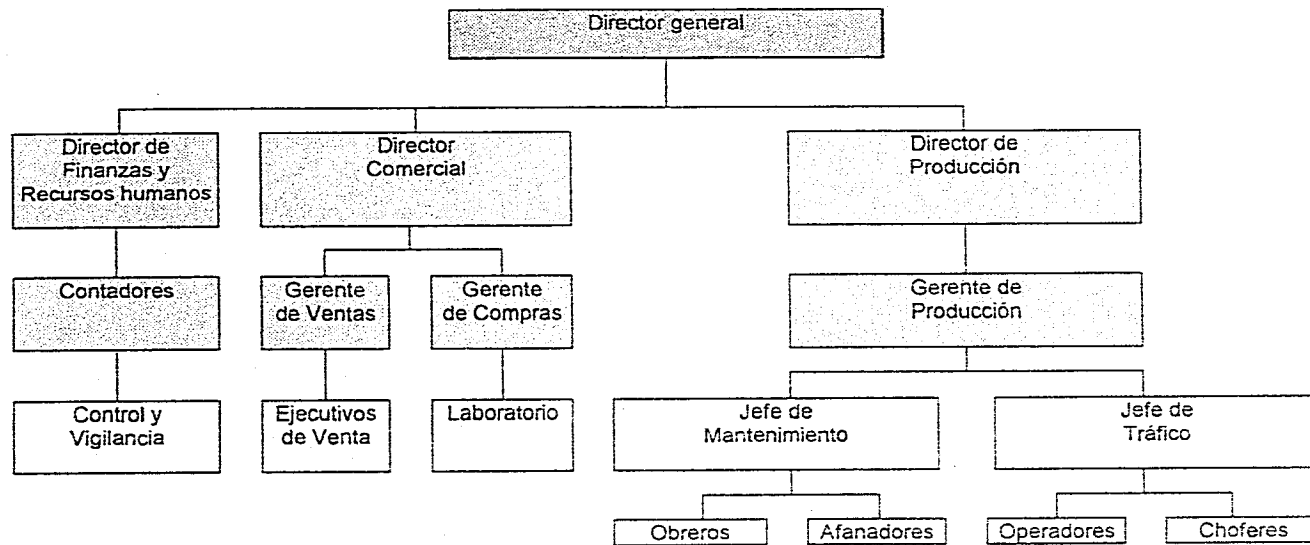 Director general
Director de
Finanzas y
Recursos humanos
Director
Comercial
Director de
Producción
Contadores
Gerente
de Ventas
Gerente
de Compras
Gerente de
Producción
Control y
Vigilancia
Ejecutivos
de Venta
Laboratorio
Jefe de
Mantenimiento
Jefe de
Tráfico
Obreros
Afanadores
Operadores
Choferes